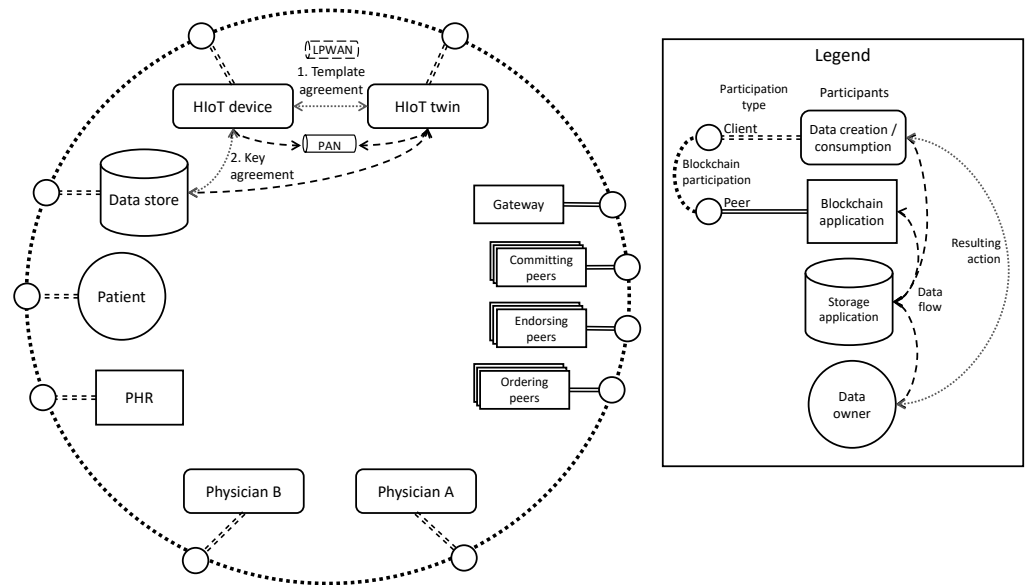 LPWAN
1. Template
agreement
HIoT device
HIoT twin
PAN
2. Key
agreement
Data store
Gateway
Committing
peers
Patient
Endorsing
peers
PHR
Ordering
peers
Physician B
Physician A
Legend
Participation
type
Participants
Client
Data creation /
consumption
Blockchain
participation
Peer
Blockchain
application
Resulting
action
Storage
application
Data
flow
Data
owner